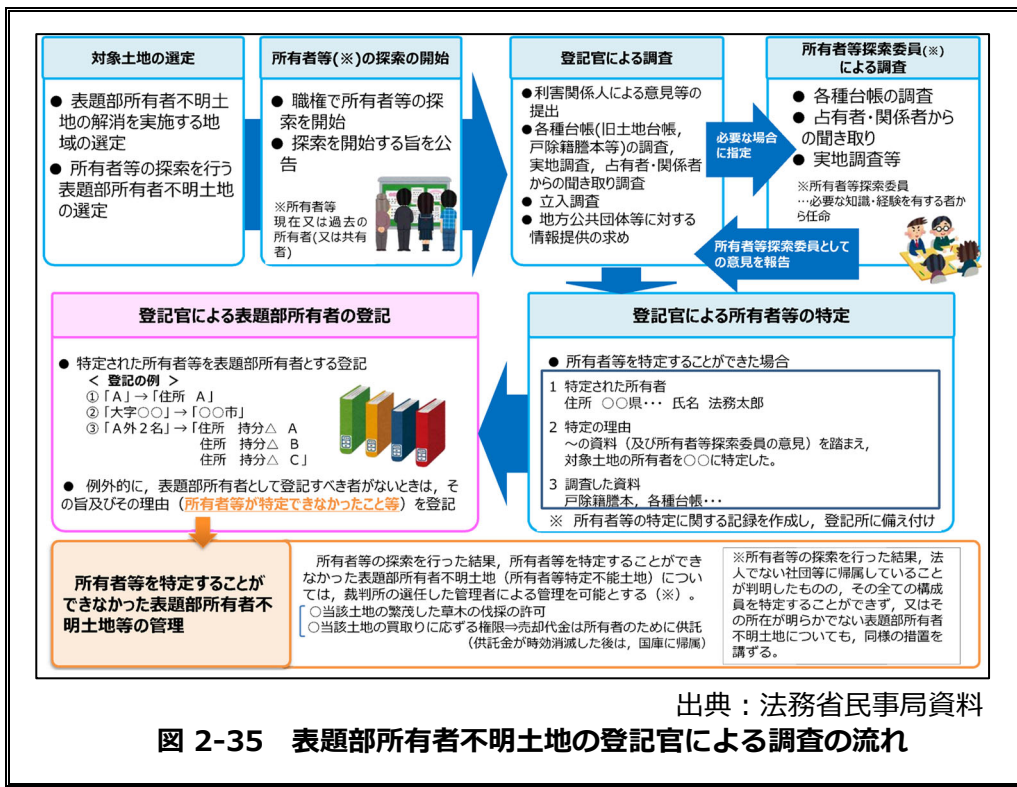 対象土地の選定
● 表題部所有者不明土
地の解消を実施する地
域の選定
● 所有者等の探索を行う
表題部所有者不明土地
の選定
所有者等(※)の探索の開始
● 職権で所有者等の探
索を開始
● 探索を開始する旨を公
告
※所有者等
現在又は過去の
所有者(又は共有
者)
登記官による調査
●利害関係人による意見等の
提出
●各種台帳(旧土地台帳,
戸除籍謄本等)の調査,
実地調査,占有者・関係者
からの聞き取り調査
● 立入調査
● 地方公共団体等に対する
情報提供の求め
必要な場合
に指定
所有者等探索委員(※)
による調査
● 各種台帳の調査
● 占有者・関係者から
の聞き取り
● 実地調査等
※所有者等探索委員
…必要な知識・経験を有する者か
ら任命
所有者等探索委員として
の意見を報告
登記官による所有者等の特定
● 所有者等を特定することができた場合
1 特定された所有者
住所 ○○県・・・ 氏名 法務太郎
2 特定の理由
~の資料(及び所有者等探索委員の意見)を踏まえ,
対象土地の所有者を○○に特定した。
3 調査した資料
戸除籍謄本,各種台帳・・・
※ 所有者等の特定に関する記録を作成し,登記所に備え付け
登記官による表題部所有者の登記
● 特定された所有者等を表題部所有者とする登記
< 登記の例 >
①「A」→「住所 A」
②「大字○○」→「○○市」
③「A外2名」→「住所 持分△ A
住所 持分△ B
住所 持分△ C」
● 例外的に,表題部所有者として登記すべき者がないときは,そ
の旨及びその理由(所有者等が特定できなかったこと等)を登記
所有者等を特定することが
できなかった表題部所有者不
明土地等の管理
所有者等の探索を行った結果,所有者等を特定することができ
なかった表題部所有者不明土地(所有者等特定不能土地)につい
ては,裁判所の選任した管理者による管理を可能とする(※)。
○当該土地の繁茂した草木の伐採の許可
○当該土地の買取りに応ずる権限⇒売却代金は所有者のために供託
(供託金が時効消滅した後は,国庫に帰属)
※所有者等の探索を行った結果,法
人でない社団等に帰属していること
が判明したものの,その全ての構成
員を特定することができず,又はそ
の所在が明らかでない表題部所有者
不明土地についても,同様の措置を
講ずる。
出典：法務省民事局資料
図 2-35 表題部所有者不明土地の登記官による調査の流れ